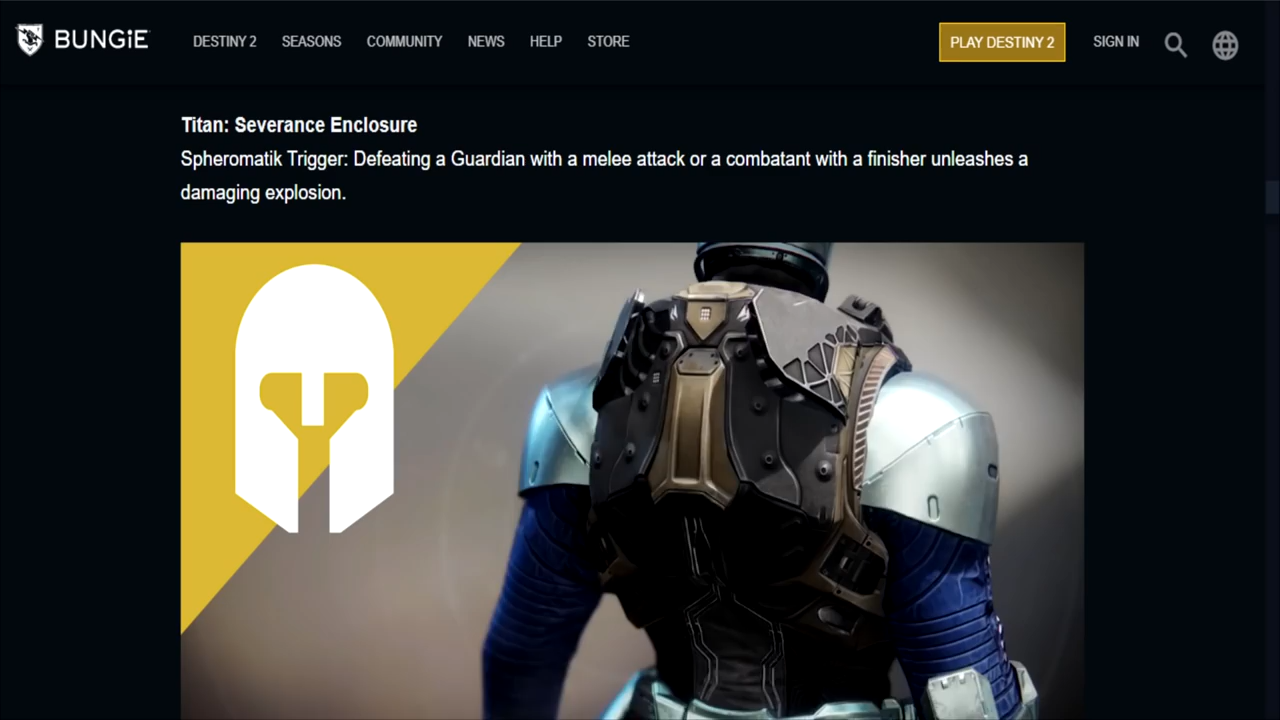 BUNGiE DESTINY 2 SEASONS COMMUNITY NEWS HELP STORE PLAY DESTINY 2 SIGN IN
Titan: Severance Enclosure
Spheromatik Trigger: Defeating a Guardian with a melee attack or a combatant with a finisher unleashes a
damaging explosion.